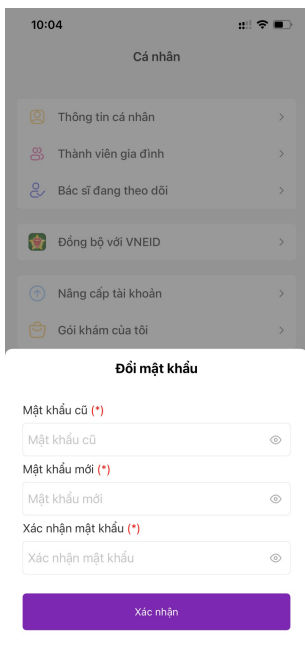 10:04
Cá nhân
Thông tin cá nhân
Thành viên gia đình
Bác sĩ đang theo dõi
Đồng bộ với VNEID
Nâng cấp tài khoản
Gói khám của tôi
Đổi mật khẩu
Mật khẩu cũ (*)
Mật khẩu cũ
Mật khẩu mới (*)
Mật khẩu mới
Xác nhận mật khẩu (*)
Xác nhận mật khẩu
Xác nhận